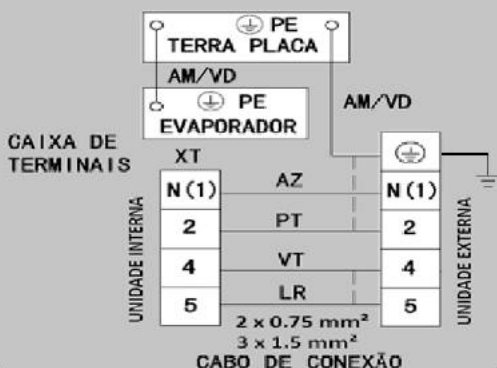 PE
TERRA PLACA
AM/VD
PE
EVAPORADOR
AM/VD
CAIXA DE
TERMINAIS
XT
UNIDADE INTERNA
N(1)
2
4
5
AZ
PT
VT
LR
N(1)
2
4
5
UNIDADE EXTERNA
2 x 0.75 mm²
3 x 1.5 mm²
CABO DE CONEXÃO